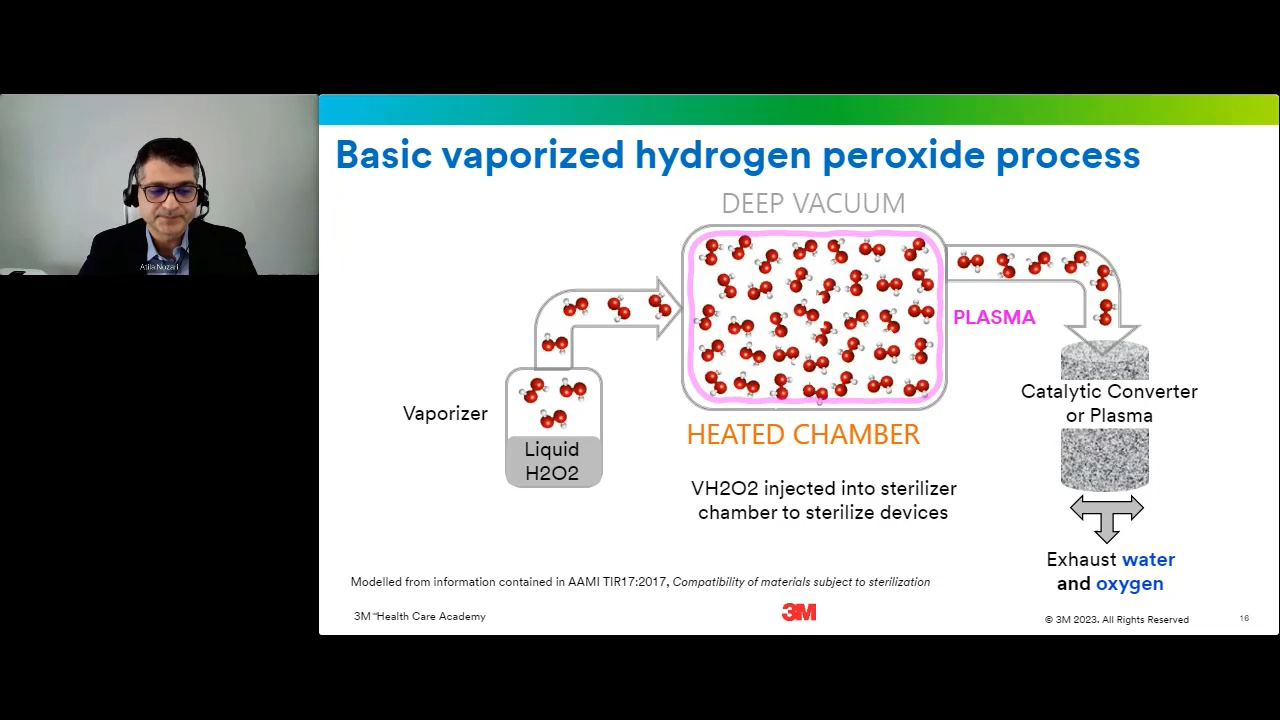 Basic vaporized hydrogen peroxide process
DEEP VACUUM
PLASMA
Catalytic Converter
or Plasma
Vaporizer
Liquid
H2O2
HEATED CHAMBER
VH2O2 injected into sterilizer
chamber to sterilize devices
Exhaust water
and oxygen
Modelled from information contained in AAMI TIR17:2017, Compatibility of materials subject to sterilization
3M™Health Care Academy
3M
© 3M 2023. All Rights Reserved
16
Atila Nozari